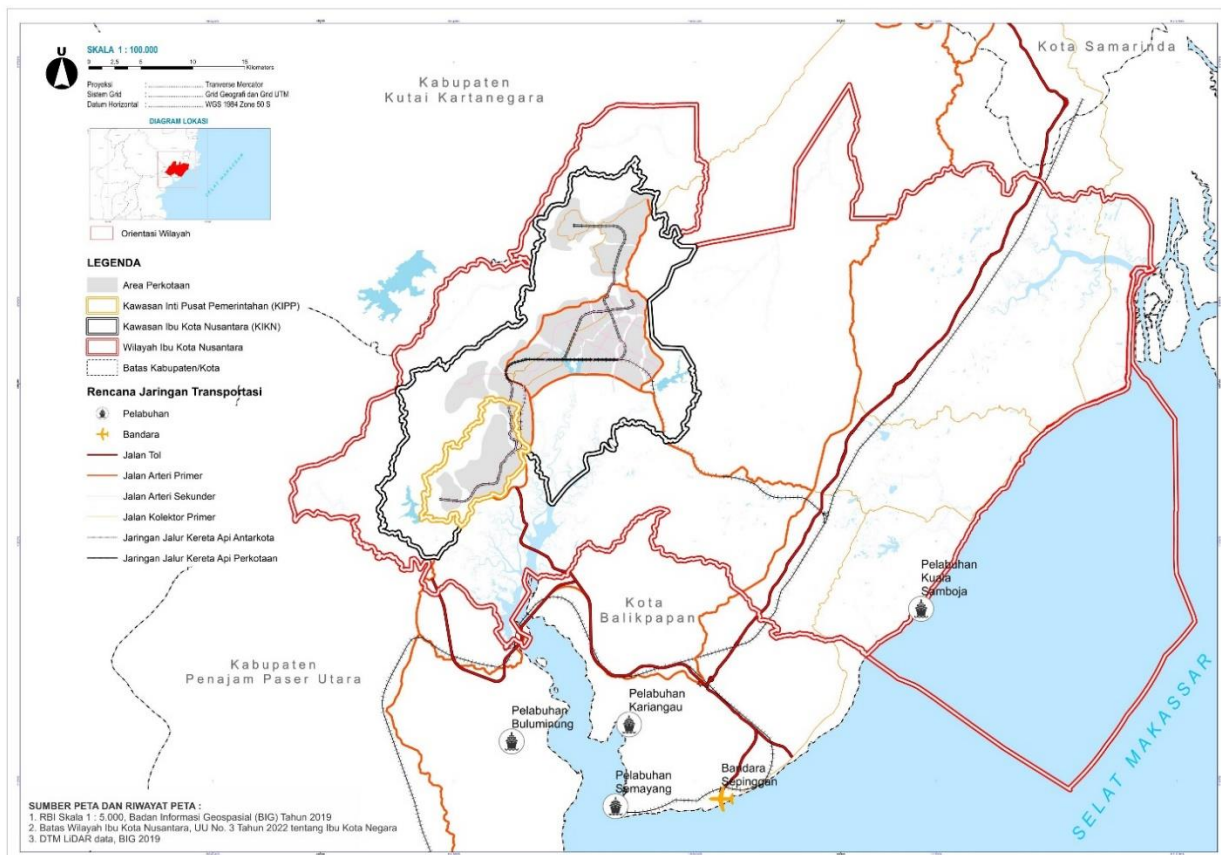 U
SKALA 1 : 100.000
0 2,5 5 10 15
Kilometers
Proyeksi : Tranverse Mercator
Sistem Grid : Grid Geografi dan Grid UTM
Datum Horizontal : WGS 1984 Zone 50 S
DIAGRAM LOKASI
SELAT MAKASSAR
Orientasi Wilayah
LEGENDA
Area Perkotaan
Kawasan Inti Pusat Pemerintahan (KIPP)
Kawasan Ibu Kota Nusantara (KIKN)
Wilayah Ibu Kota Nusantara
Batas Kabupaten/Kota
Rencana Jaringan Transportasi
Pelabuhan
Bandara
Jalan Tol
Jalan Arteri Primer
Jalan Arteri Sekunder
Jalan Kolektor Primer
Jaringan Jalur Kereta Api Antarkota
Jaringan Jalur Kereta Api Perkotaan
Kabupaten
Kutai Kartanegara
Kota Samarinda
Pelabuhan
Kuala
Samboja
Kota
Balikpapan
Kabupaten
Penajam Paser Utara
Pelabuhan
Buluminung
Pelabuhan
Kariangau
Pelabuhan
Semayang
Bandara
Sepinggan
SELAT MAKASSAR
SUMBER PETA DAN RIWAYAT PETA :
1. RBI Skala 1 : 5.000, Badan Informasi Geospasial (BIG) Tahun 2019
2. Batas Wilayah Ibu Kota Nusantara, UU No. 3 Tahun 2022 tentang Ibu Kota Negara
3. DTM LiDAR data, BIG 2019